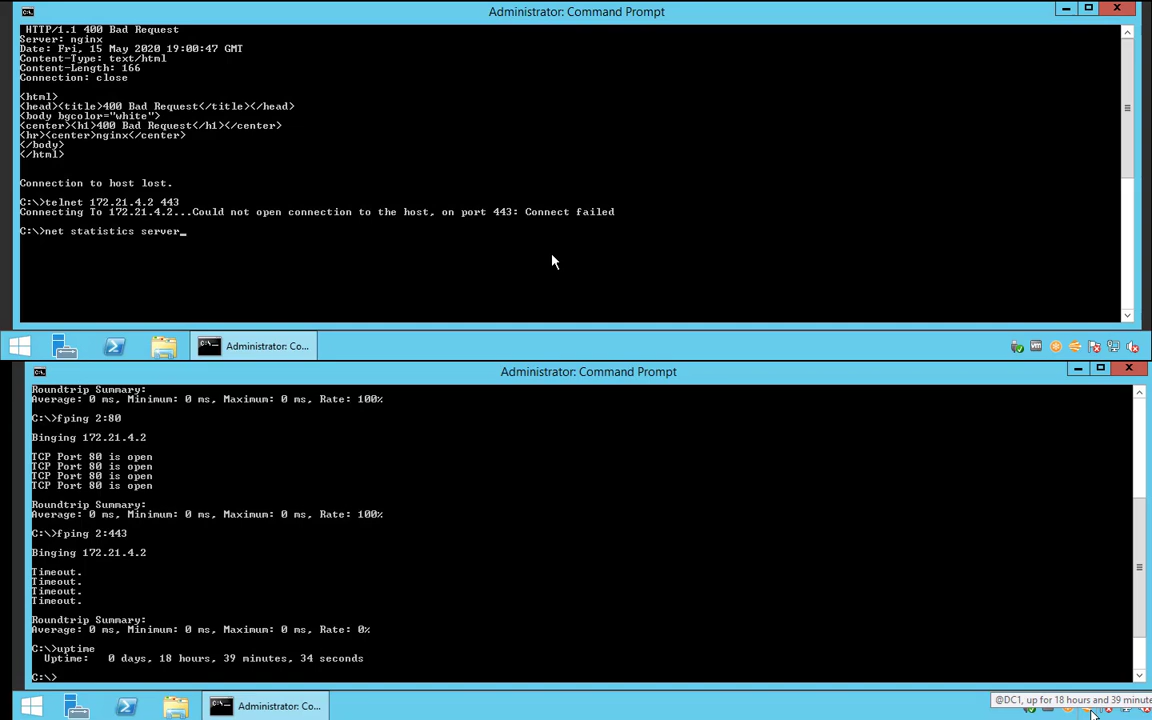 Administrator: Command Prompt
HTTP/1.1 400 Bad Request
Server: nginx
Date: Fri, 15 May 2020 19:00:47 GMT
Content-Type: text/html
Content-Length: 166
Connection: close
<html>
<head><title>400 Bad Request</title></head>
<body bgcolor="white">
<center><h1>400 Bad Request</h1></center>
<hr><center>nginx</center>
</body>
</html>
Connection to host lost.
C:\>telnet 172.21.4.2 443
Connecting To 172.21.4.2...Could not open connection to the host, on port 443: Connect failed
C:\>net statistics server_
Administrator: Co...
Administrator: Command Prompt
Roundtrip Summary:
Average: 0 ms, Minimum: 0 ms, Maximum: 0 ms, Rate: 100%
C:\>fping 2:80
Binging 172.21.4.2
TCP Port 80 is open
TCP Port 80 is open
TCP Port 80 is open
TCP Port 80 is open
Roundtrip Summary:
Average: 0 ms, Minimum: 0 ms, Maximum: 0 ms, Rate: 100%
C:\>fping 2:443
Binging 172.21.4.2
Timeout.
Timeout.
Timeout.
Timeout.
Roundtrip Summary:
Average: 0 ms, Minimum: 0 ms, Maximum: 0 ms, Rate: 0%
C:\>uptime
Uptime: 0 days, 18 hours, 39 minutes, 34 seconds
C:\>
@DC1, up for 18 hours and 39 minute
Administrator: Co...